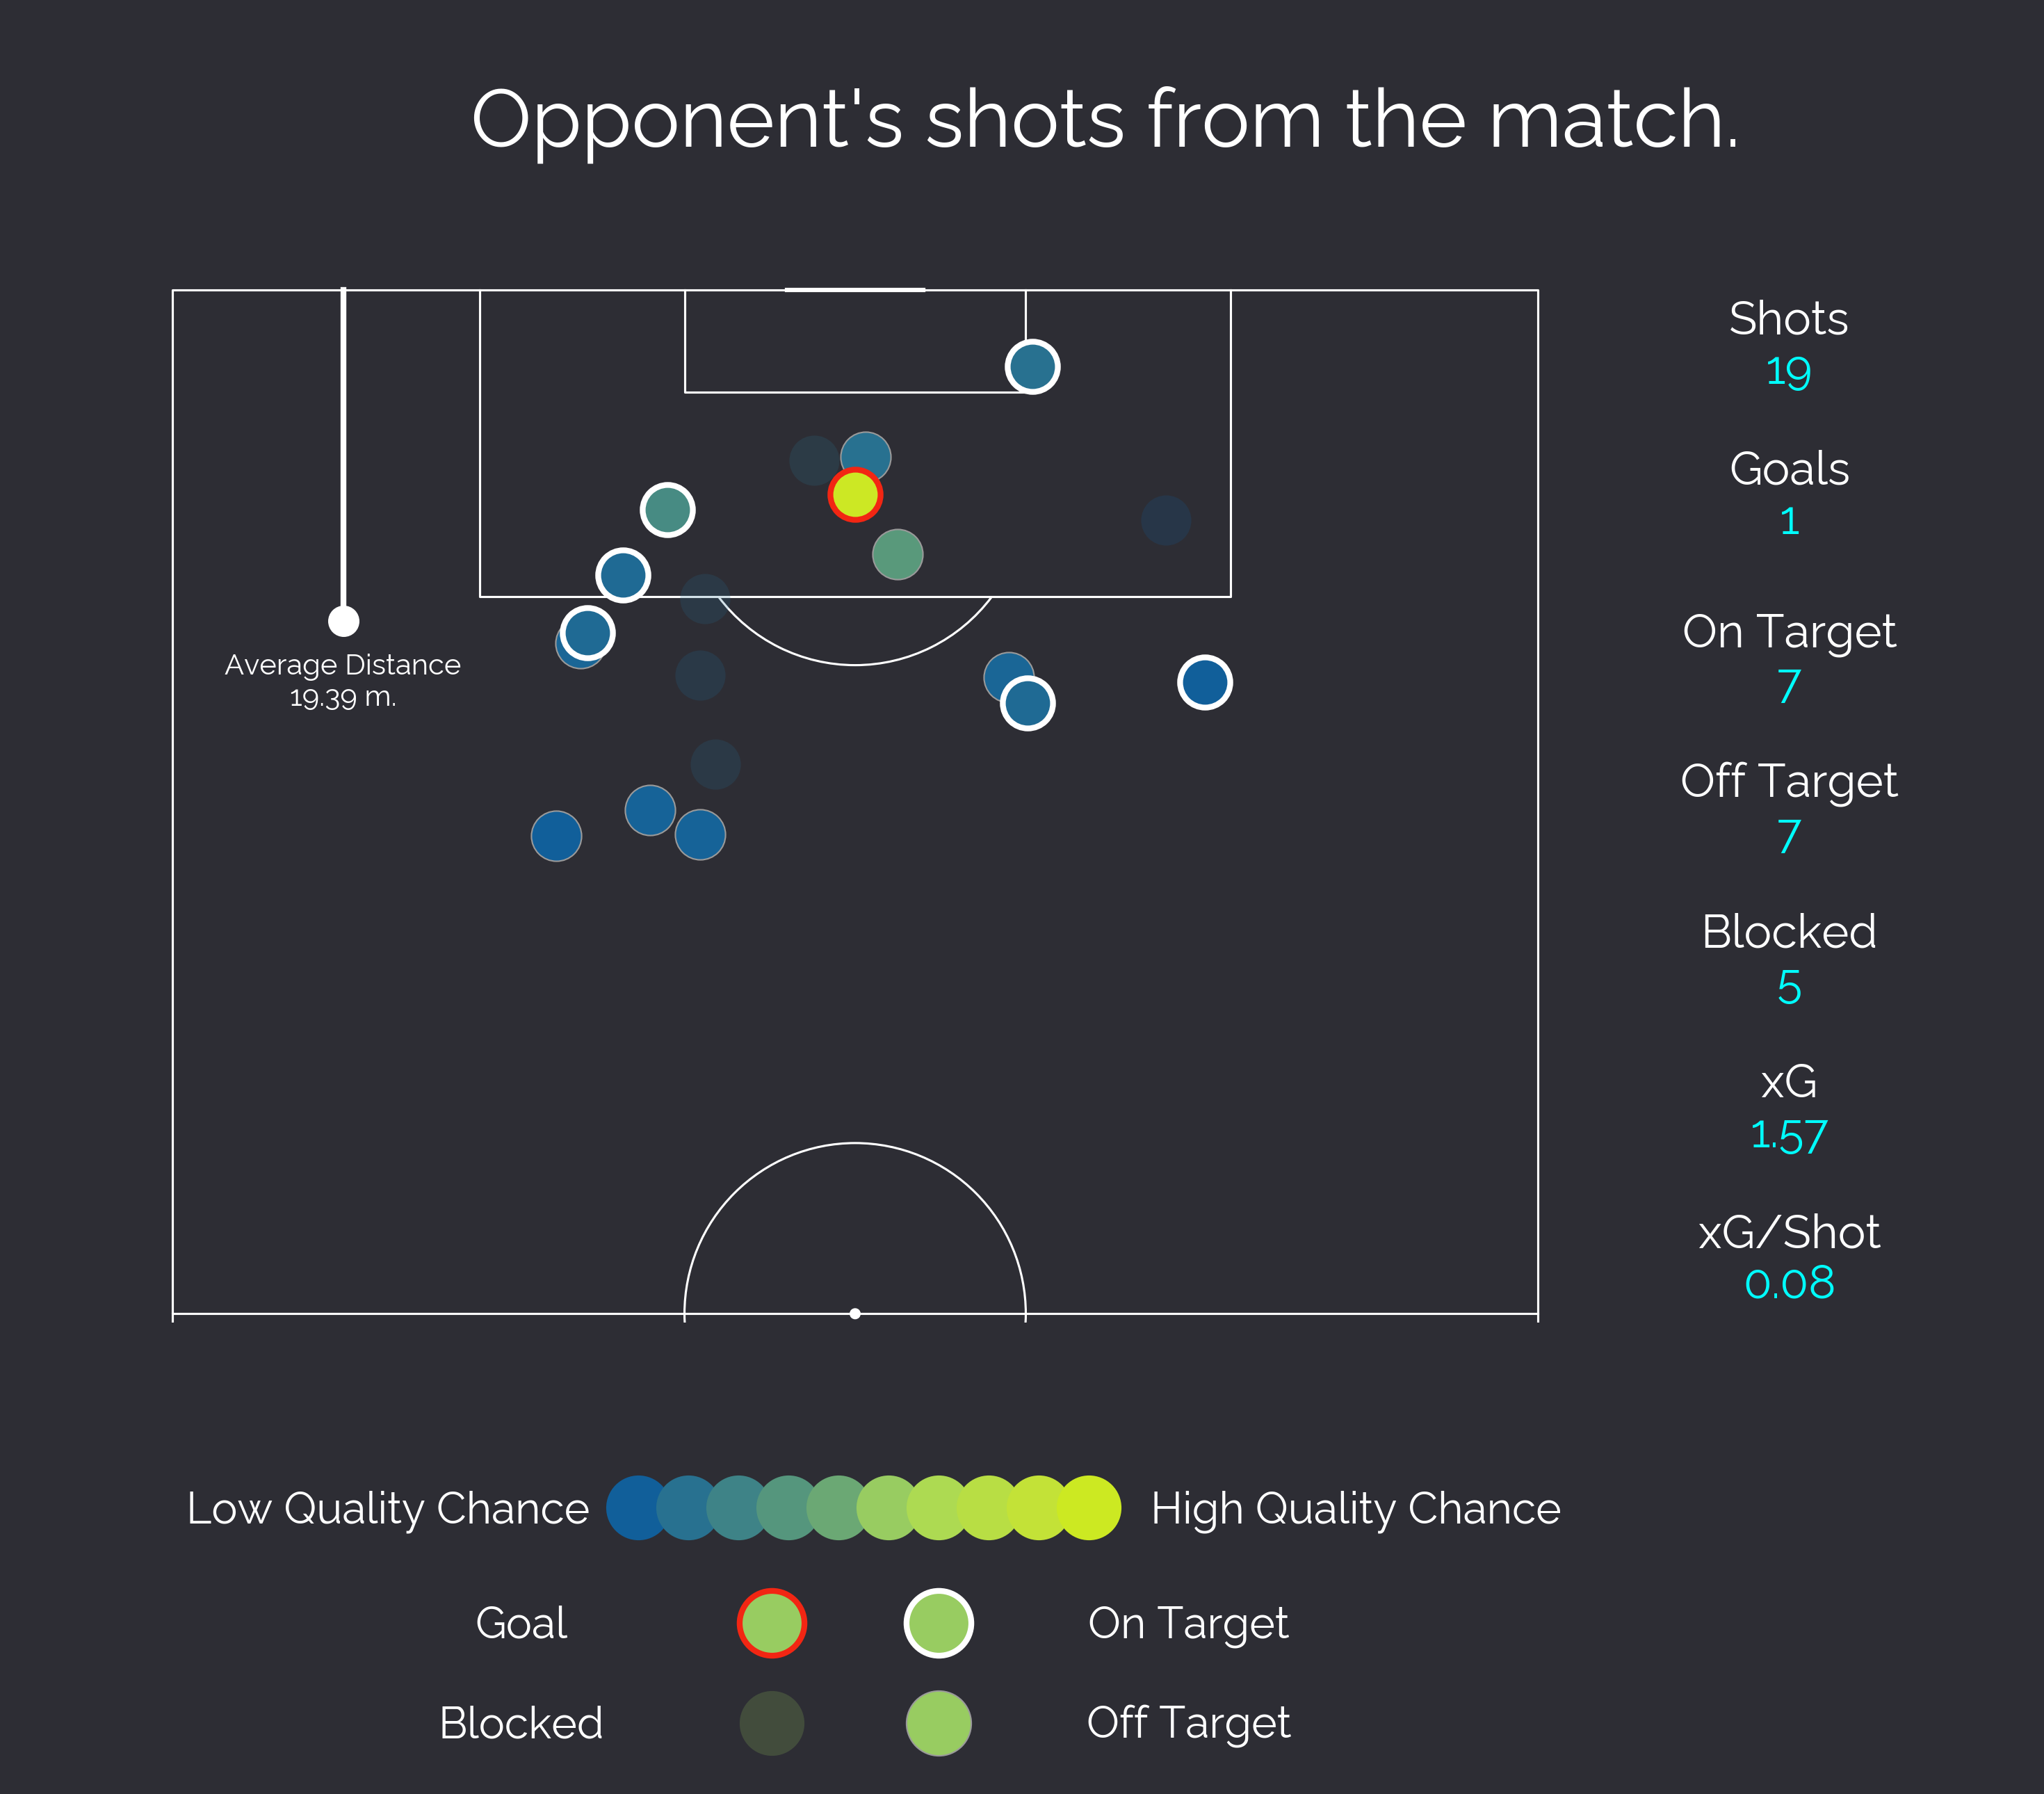 Opponent's shots from the match.
Average Distance
19.39 m.
Shots
19
Goals
1
On Target
7
Off Target
7
Blocked
5
xG
1.57
xG/Shot
0.08
Low Quality Chance
High Quality Chance
Goal
On Target
Blocked
Off Target